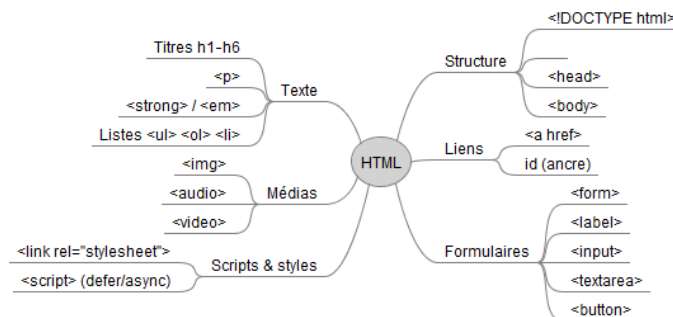 HTML
Structure
<!DOCTYPE html>
<head>
<body>
Liens
<a href>
id (ancre)
Formulaires
<form>
<label>
<input>
<textarea>
<button>
Texte
Titres h1-h6
<p>
<strong> / <em>
Listes <ul> <ol> <li>
Médias
<img>
<audio>
<video>
Scripts & styles
<link rel="stylesheet">
<script> (defer/async)